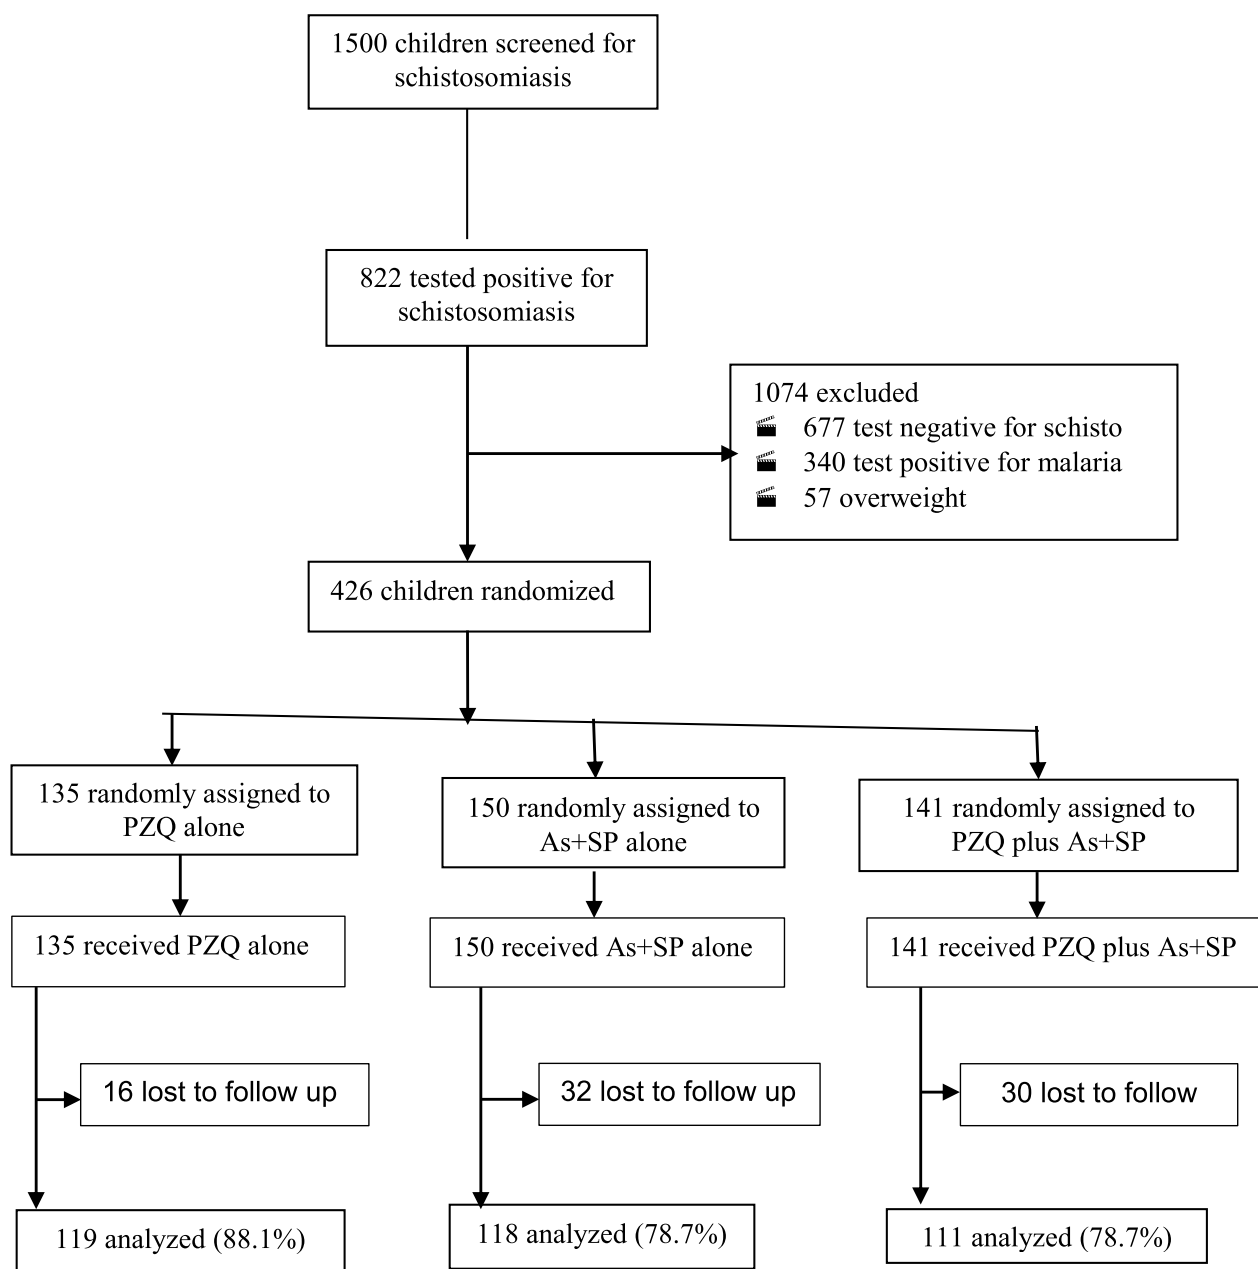 1500 children screened for
schistosomiasis
822 tested positive for
schistosomiasis
1074 excluded
677 test negative for schisto
340 test positive for malaria
57 overweight
426 children randomized
135 randomly assigned to
PZQ alone
150 randomly assigned to
As+SP alone
141 randomly assigned to
PZQ plus As+SP
135 received PZQ alone
150 received As+SP alone
141 received PZQ plus As+SP
16 lost to follow up
32 lost to follow up
30 lost to follow
119 analyzed (88.1%)
118 analyzed (78.7%)
111 analyzed (78.7%)